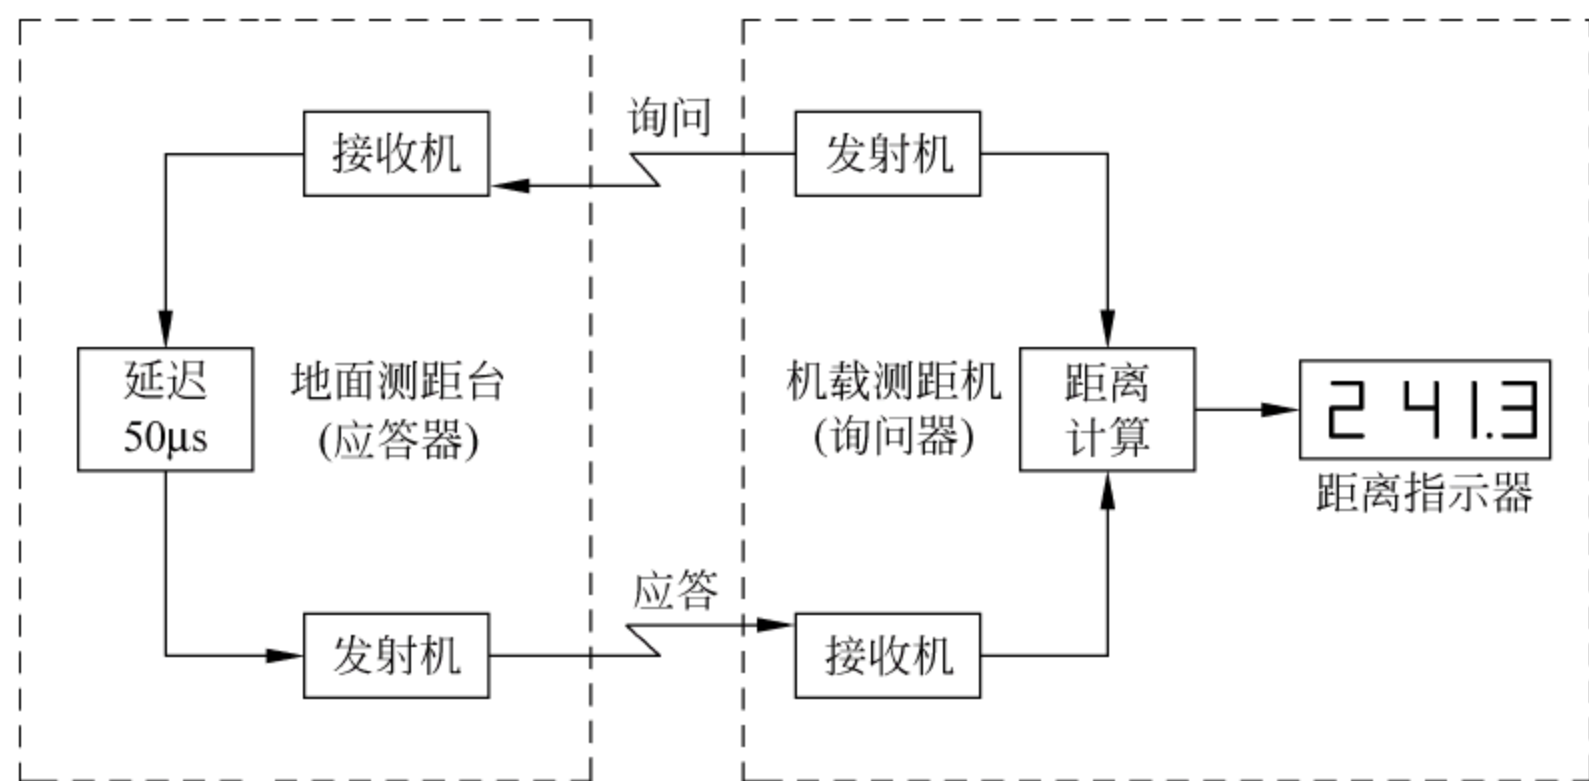 询问
接收机
发射机
延迟
50μs
地面测距台
(应答器)
机载测距机
(询问器)
距离
计算
2 41.3
距离指示器
应答
发射机
接收机